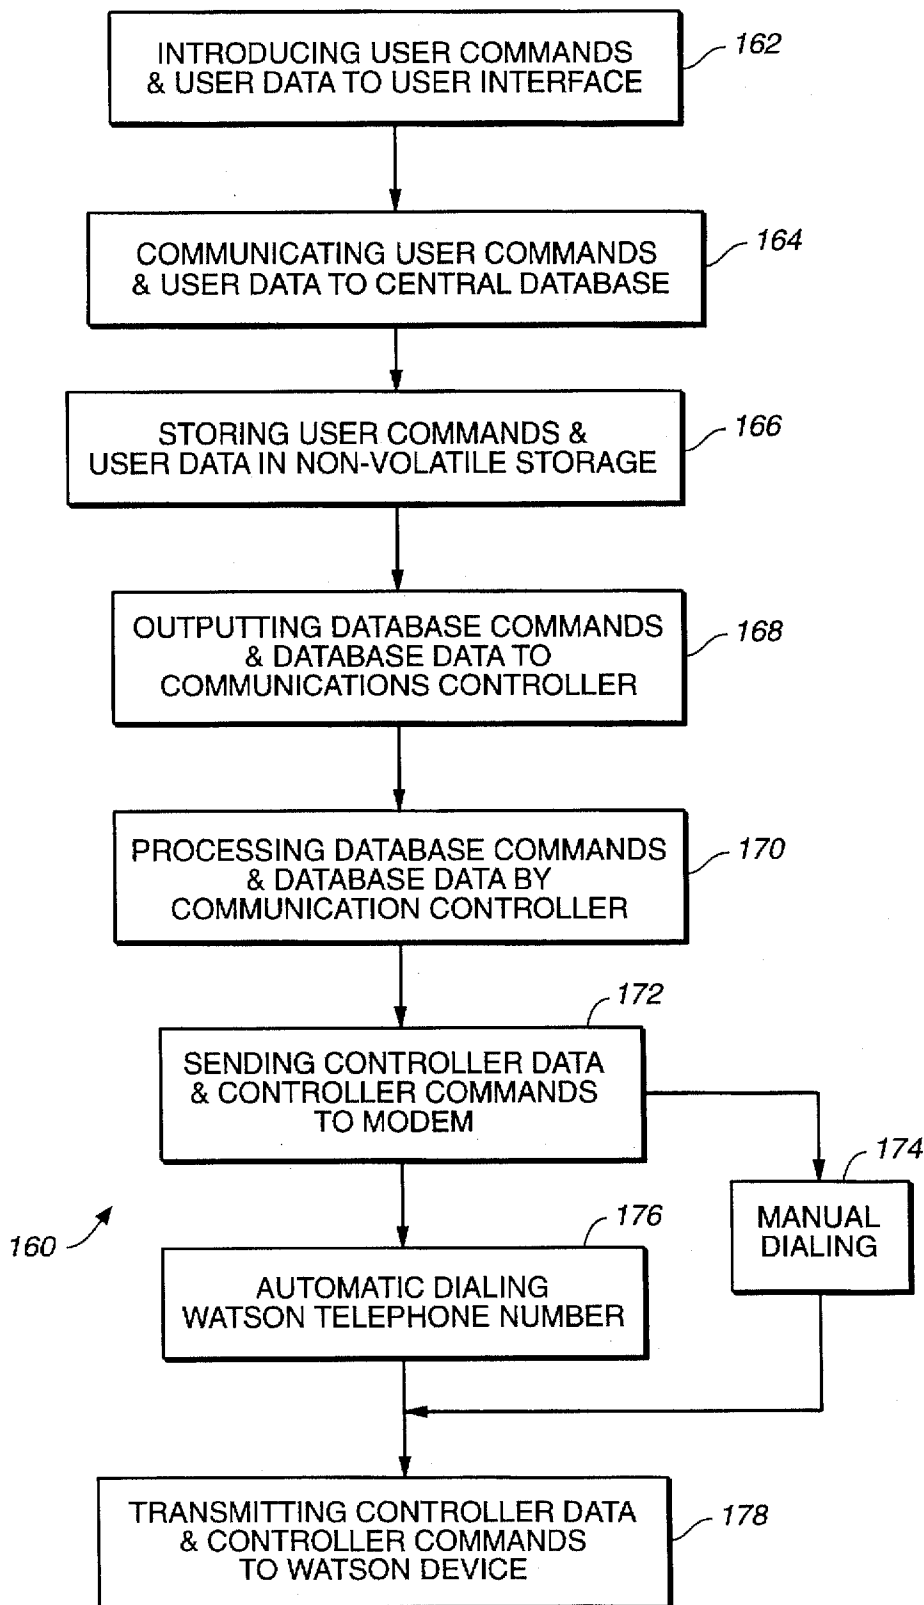 INTRODUCING USER COMMANDS
& USER DATA TO USER INTERFACE
162
COMMUNICATING USER COMMANDS
& USER DATA TO CENTRAL DATABASE
164
STORING USER COMMANDS &
USER DATA IN NON-VOLATILE STORAGE
166
OUTPUTTING DATABASE COMMANDS
& DATABASE DATA TO
COMMUNICATIONS CONTROLLER
168
PROCESSING DATABASE COMMANDS
& DATABASE DATA BY
COMMUNICATION CONTROLLER
170
172
SENDING CONTROLLER DATA
& CONTROLLER COMMANDS
TO MODEM
174
MANUAL
DIALING
160
176
AUTOMATIC DIALING
WATSON TELEPHONE NUMBER
TRANSMITTING CONTROLLER DATA
& CONTROLLER COMMANDS
TO WATSON DEVICE
178